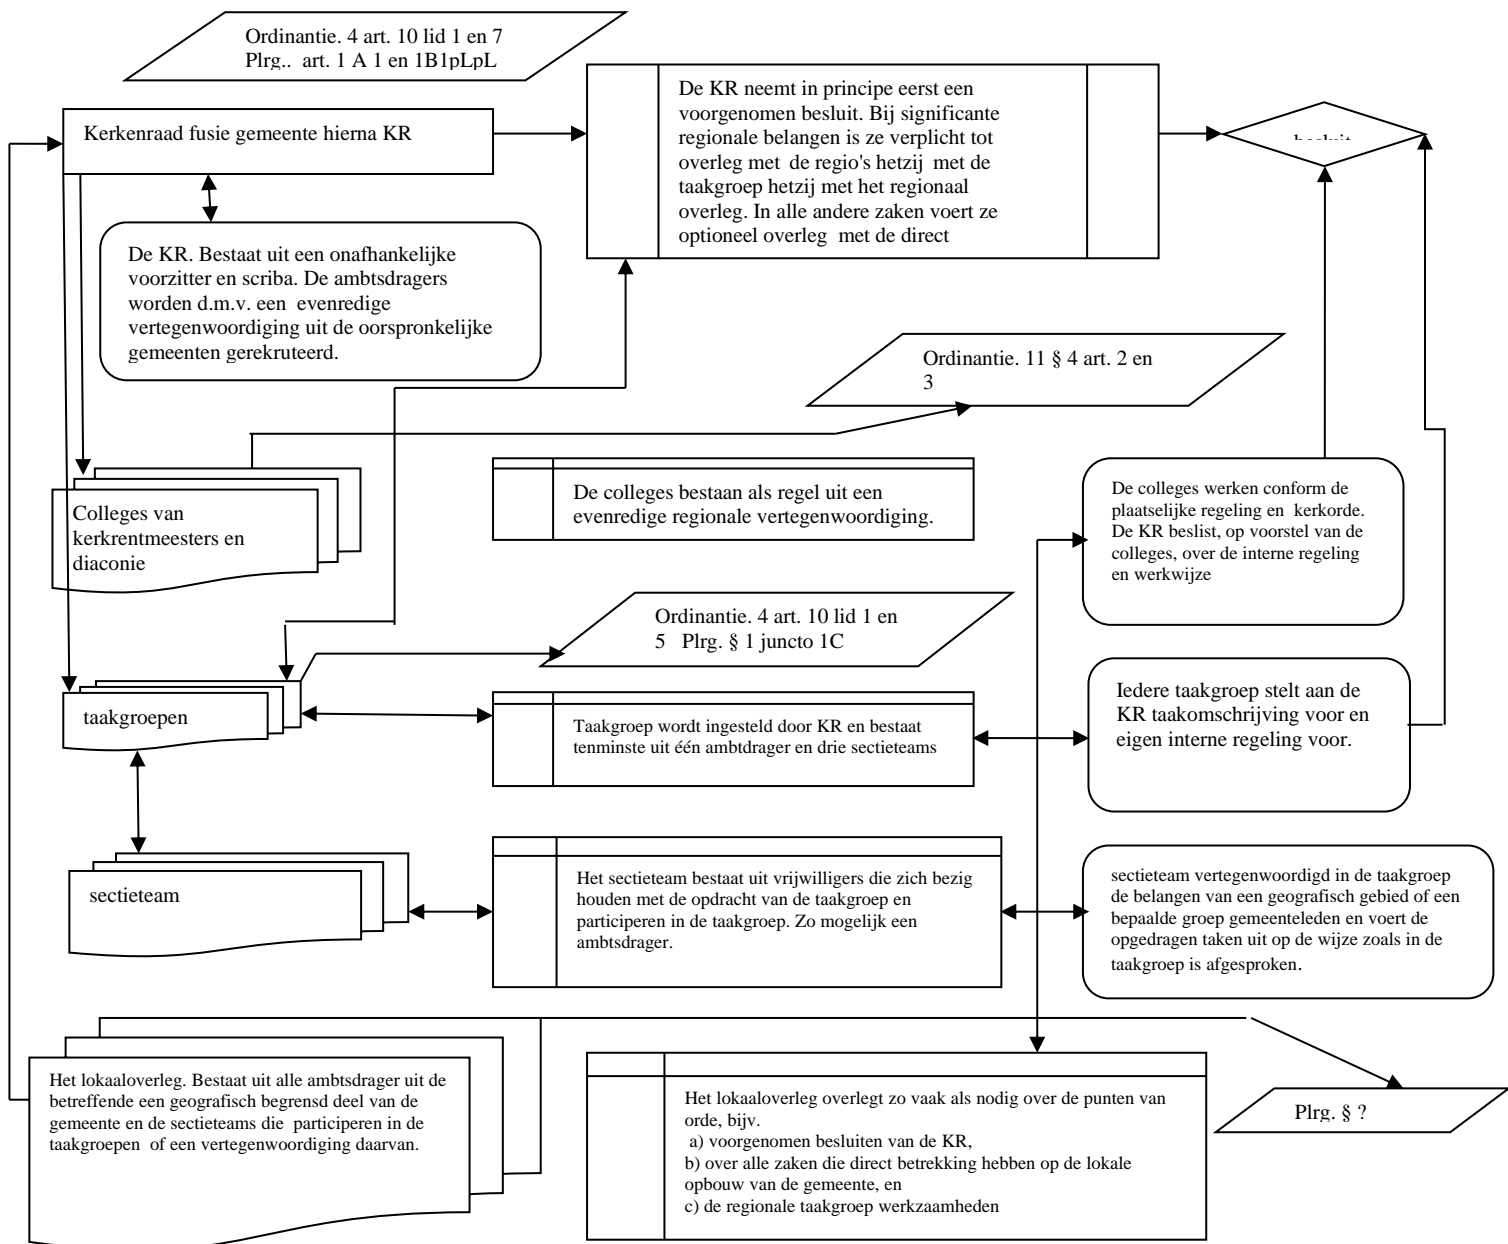 Ordinantie. 4 art. 10 lid 1 en 7
Plrg.. art. 1 A 1 en 1B1pLpL
Kerkenraad fusie gemeente hierna KR
De KR neemt in principe eerst een
voorgenomen besluit. Bij significante
regionale belangen is ze verplicht tot
overleg met de regio's hetzij met de
taakgroep hetzij met het regionaal
overleg. In alle andere zaken voert ze
optioneel overleg met de direct
De KR. Bestaat uit een onafhankelijke
voorzitter en scriba. De ambtsdragers
worden d.m.v. een evenredige
vertegenwoordiging uit de oorspronkelijke
gemeenten gerekruteerd.
Ordinantie. 11 § 4 art. 2 en
3
Colleges van
kerkrentmeesters en
diaconie
De colleges bestaan als regel uit een
evenredige regionale vertegenwoordiging.
De colleges werken conform de
plaatselijke regeling en kerkorde.
De KR beslist, op voorstel van de
colleges, over de interne regeling
en werkwijze
Ordinantie. 4 art. 10 lid 1 en
5 Plrg. § 1 juncto 1C
taakgroepen
Taakgroep wordt ingesteld door KR en bestaat
tenminste uit één ambtdrager en drie sectieteams
Iedere taakgroep stelt aan de
KR taakomschrijving voor en
eigen interne regeling voor.
sectieteam
Het sectieteam bestaat uit vrijwilligers die zich bezig
houden met de opdracht van de taakgroep en
participeren in de taakgroep. Zo mogelijk een
ambtsdrager.
sectieteam vertegenwoordigd in de taakgroep
de belangen van een geografisch gebied of een
bepaalde groep gemeenteleden en voert de
opgedragen taken uit op de wijze zoals in de
taakgroep is afgesproken.
Het lokaaloverleg. Bestaat uit alle ambtsdrager uit de
betreffende een geografisch begrensd deel van de
gemeente en de sectieteams die participeren in de
taakgroepen of een vertegenwoordiging daarvan.
Het lokaaloverleg overlegt zo vaak als nodig over de punten van
orde, bijv.
a) voorgenomen besluiten van de KR,
b) over alle zaken die direct betrekking hebben op de lokale
opbouw van de gemeente, en
c) de regionale taakgroep werkzaamheden
Plrg. § ?